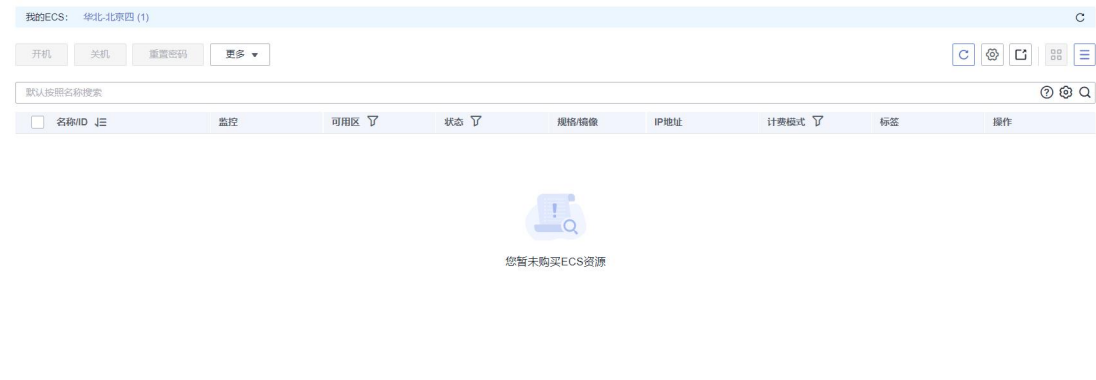 我的ECS: 华北-北京四 (1)
开机 关机 重置密码 更多
默认按照名称搜索
名称/ID 监控 可用区 状态 规格/镜像 IP地址 计费模式 标签 操作
您暂未购买ECS资源